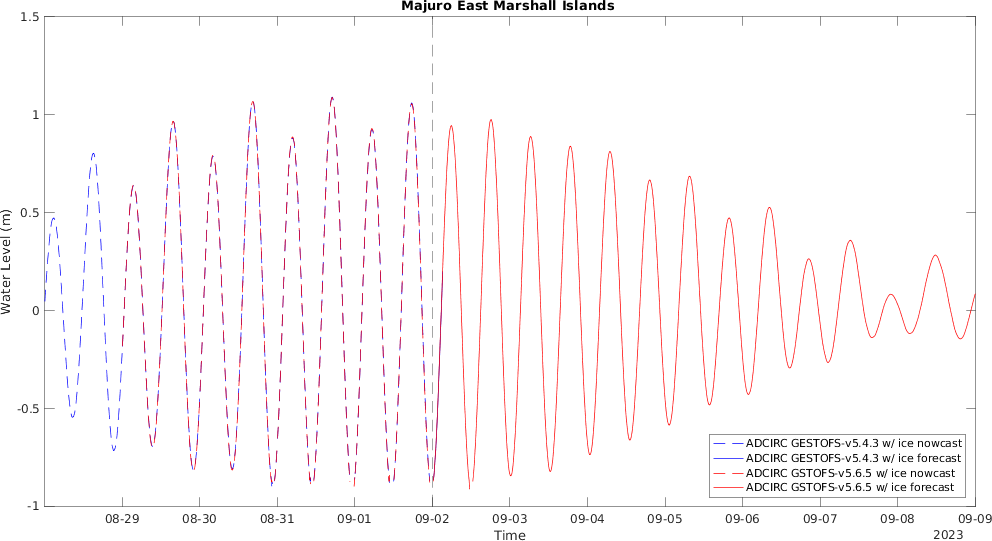 Majuro East Marshall Islands
1.5
1
0.5
0
-0.5
-1
Water Level (m)
ADCIRC GESTOFS-v5.4.3 w/ ice nowcast
ADCIRC GESTOFS-v5.4.3 w/ ice forecast
ADCIRC GSTOFS-v5.6.5 w/ ice nowcast
ADCIRC GSTOFS-v5.6.5 w/ ice forecast
08-29 08-30 08-31 09-01 09-02 09-03 09-04 09-05 09-06 09-07 09-08 09-09
Time
2023